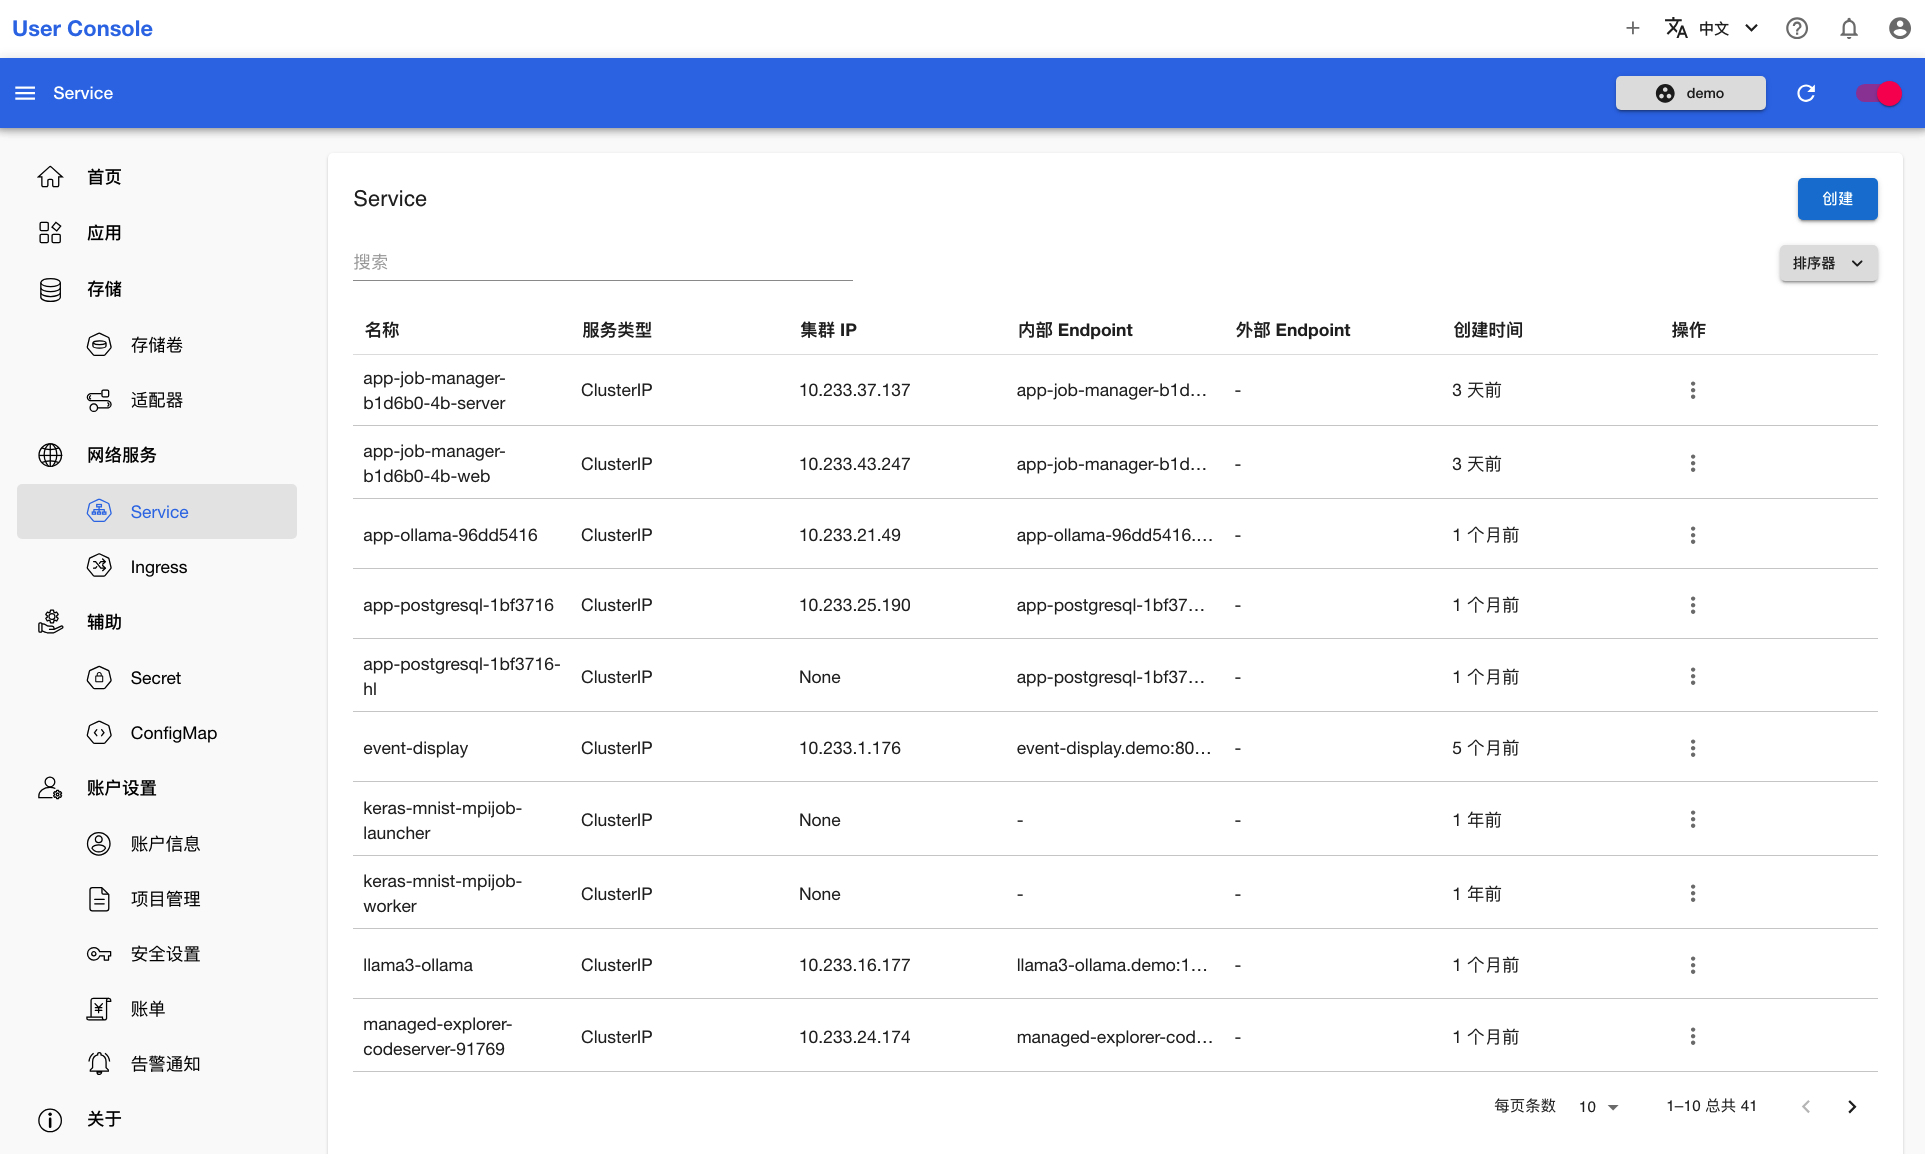 User Console
中文
Service
demo
首页
应用
存储
存储卷
适配器
网络服务
Service
Ingress
辅助
Secret
ConfigMap
账户设置
账户信息
项目管理
安全设置
账单
告警通知
关于
Service
创建
搜索
排序器
名称 服务类型 集群 IP 内部 Endpoint 外部 Endpoint 创建时间 操作
app-job-manager-
b1d6b0-4b-server ClusterIP 10.233.37.137 app-job-manager-b1d... - 3 天前
app-job-manager-
b1d6b0-4b-web ClusterIP 10.233.43.247 app-job-manager-b1d... - 3 天前
app-ollama-96dd5416 ClusterIP 10.233.21.49 app-ollama-96dd5416.... - 1 个月前
app-postgresql-1bf3716 ClusterIP 10.233.25.190 app-postgresql-1bf37... - 1 个月前
app-postgresql-1bf3716-
hl ClusterIP None app-postgresql-1bf37... - 1 个月前
event-display ClusterIP 10.233.1.176 event-display.demo:80... - 5 个月前
keras-mnist-mpijob-
launcher ClusterIP None - - 1 年前
keras-mnist-mpijob-
worker ClusterIP None - - 1 年前
llama3-ollama ClusterIP 10.233.16.177 llama3-ollama.demo:1... - 1 个月前
managed-explorer-
codeserver-91769 ClusterIP 10.233.24.174 managed-explorer-cod... - 1 个月前
每页条数 10 1–10 总共 41